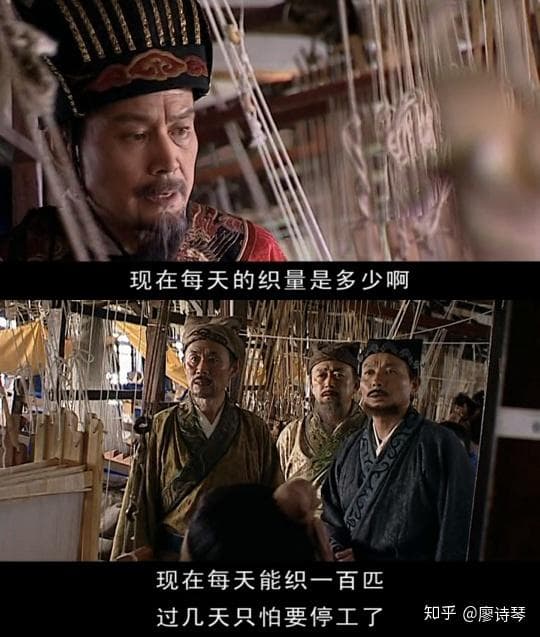 现在每天的织量是多少啊
现在每天能织一百匹
过几天只怕要停工了
知乎 @廖诗琴